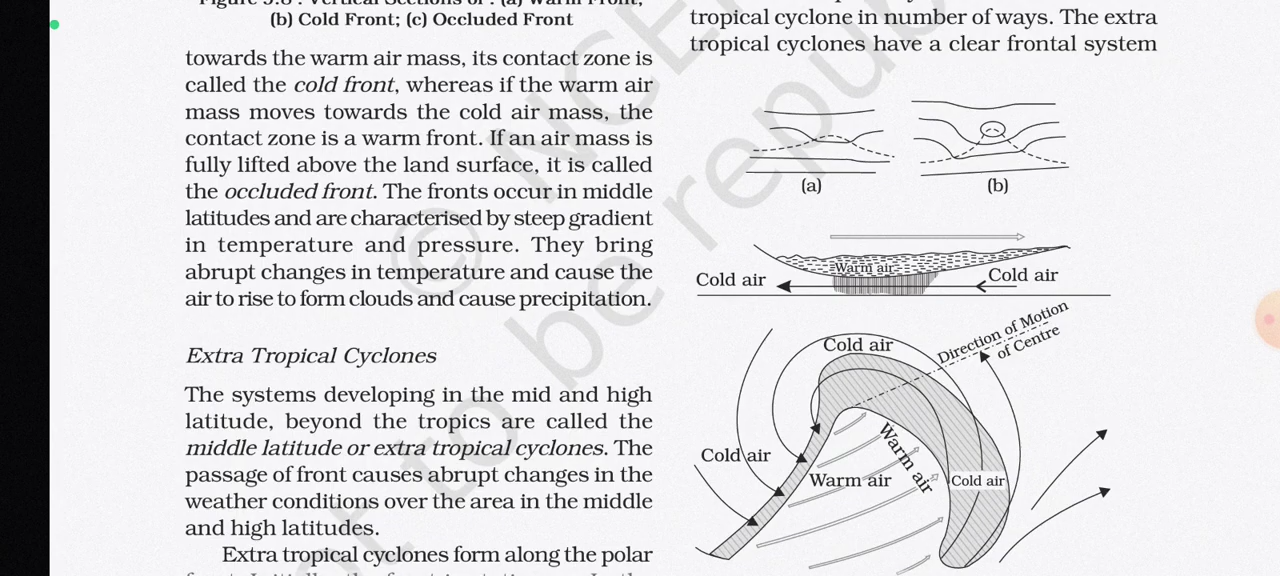 (b) Cold Front; (c) Occluded Front
towards the warm air mass, its contact zone is
called the cold front, whereas if the warm air
mass moves towards the cold air mass, the
contact zone is a warm front. If an air mass is
fully lifted above the land surface, it is called
the occluded front. The fronts occur in middle
latitudes and are characterised by steep gradient
in temperature and pressure. They bring
abrupt changes in temperature and cause the
air to rise to form clouds and cause precipitation.
Extra Tropical Cyclones
The systems developing in the mid and high
latitude, beyond the tropics are called the
middle latitude or extra tropical cyclones. The
passage of front causes abrupt changes in the
weather conditions over the area in the middle
and high latitudes.
Extra tropical cyclones form along the polar
tropical cyclone in number of ways. The extra
tropical cyclones have a clear frontal system
(a)
(b)
Warm air
Cold air
Cold air
Direction of Motion
of Centre
Cold air
Cold air
Warm air
Warm air
Cold air
© NCE
to be repub